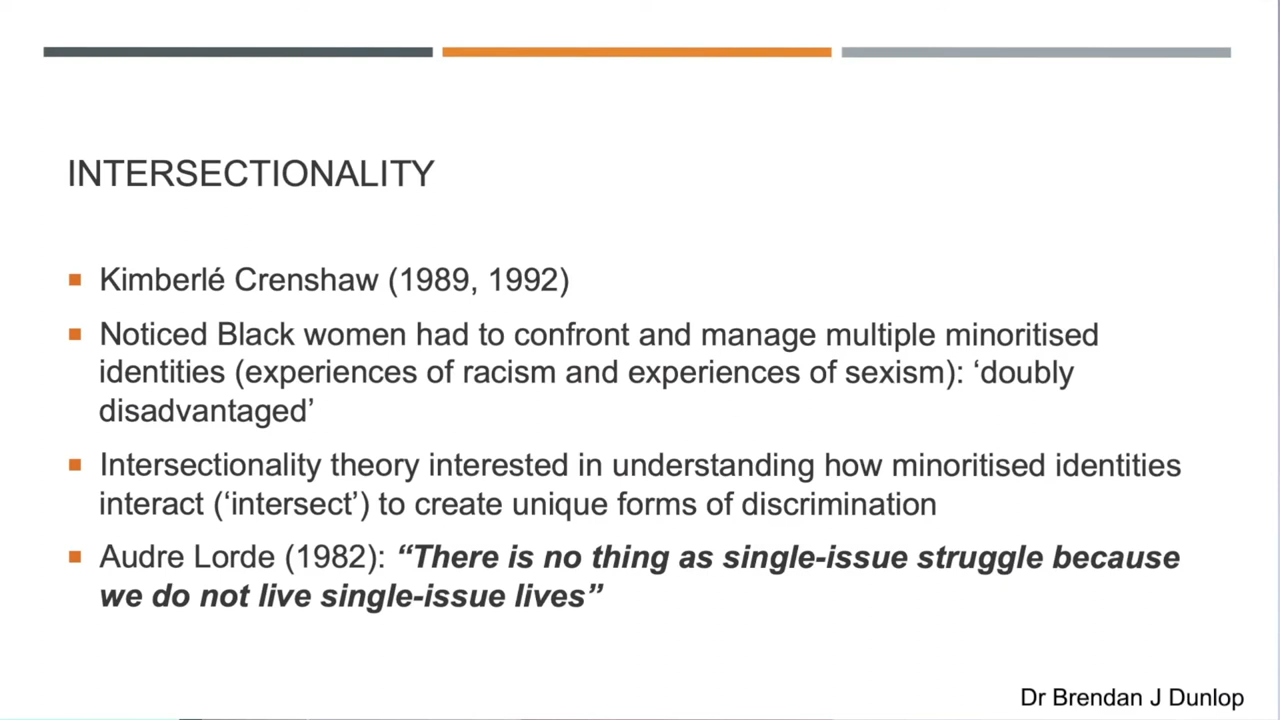 INTERSECTIONALITY
Kimberlé Crenshaw (1989, 1992)
Noticed Black women had to confront and manage multiple minoritised
identities (experiences of racism and experiences of sexism): ‘doubly
disadvantaged’
Intersectionality theory interested in understanding how minoritised identities
interact (‘intersect’) to create unique forms of discrimination
Audre Lorde (1982): “There is no thing as single-issue struggle because
we do not live single-issue lives”
Dr Brendan J Dunlop